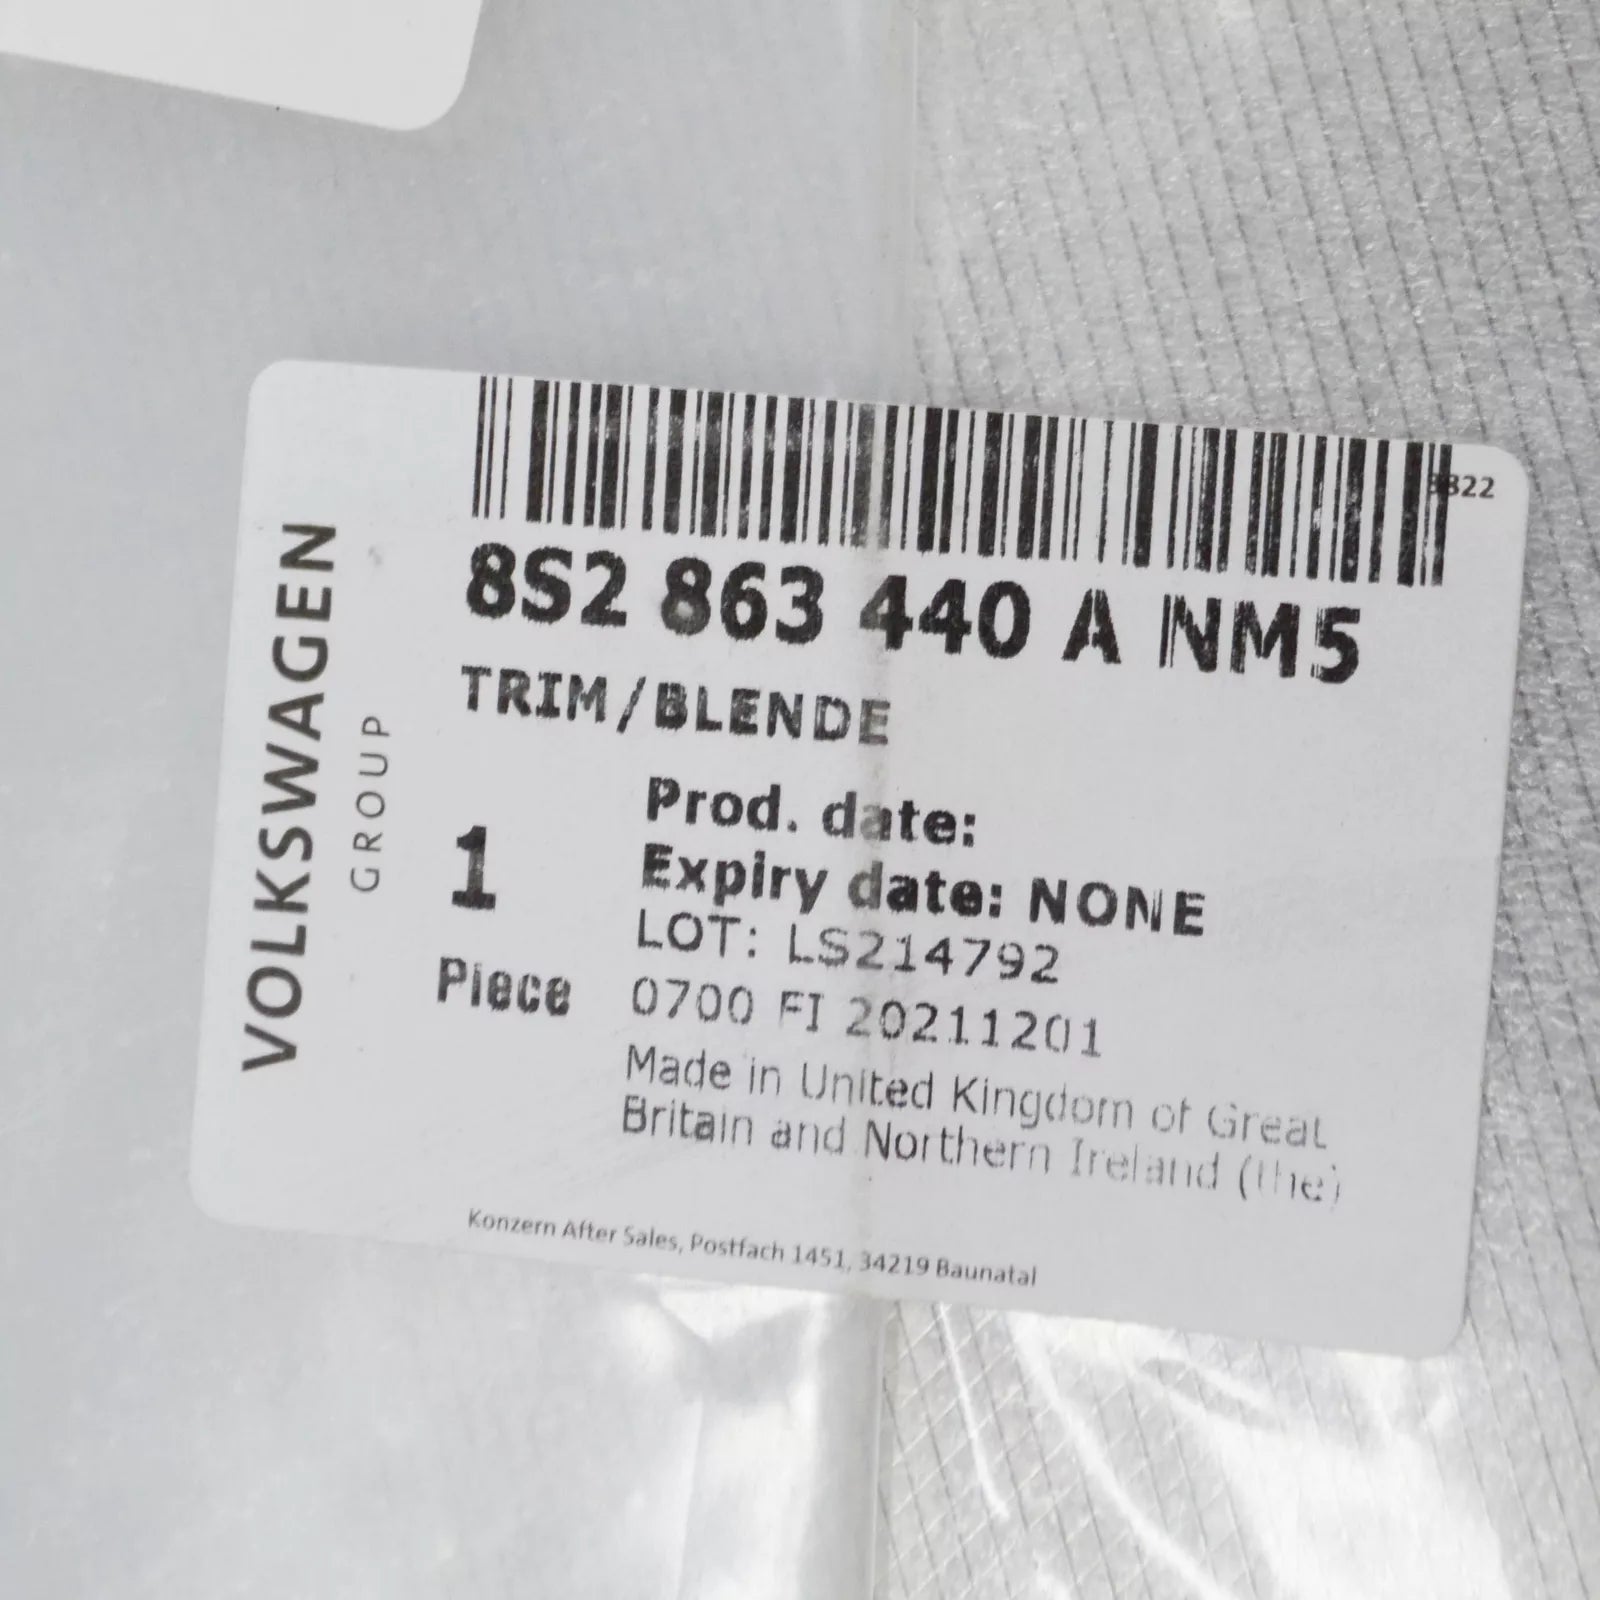 8S2 863 440 A NM5
TRIM/BLENDE
Prod. date:
Expiry date: NONE
LOT: LS214792
1
Piece
0700 FI 20211201
Made in United Kingdom of Great
Britain and Northern Ireland (the)
Konzern After Sales, Postfach 1451, 34219 Baunatal
VOLKSWAGEN
GROUP